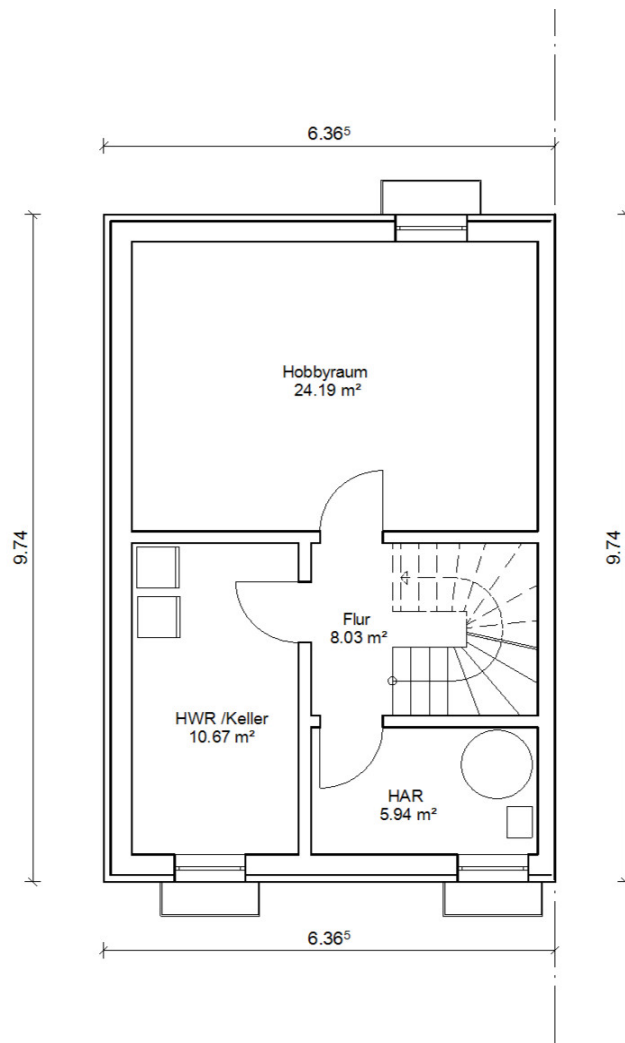 6.36⁵
Hobbyraum
24.19 m²
9.74
9.74
Flur
8.03 m²
HWR /Keller
10.67 m²
HAR
5.94 m²
6.36⁵